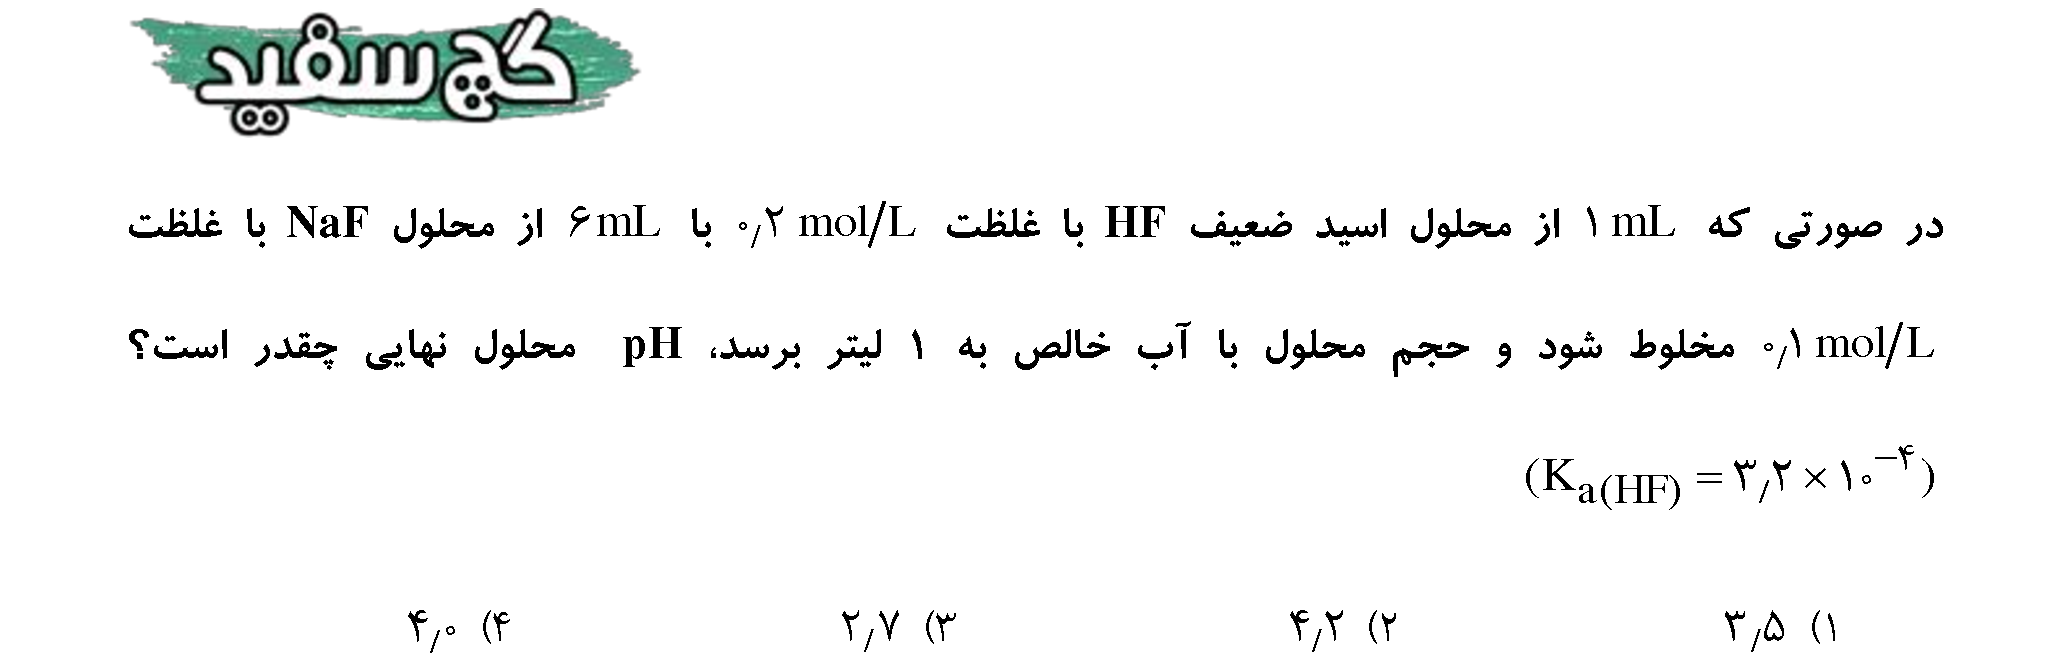 گچ سفید
در صورتی که ۱ mL از محلول اسید ضعیف HF با غلظت ۰/۲ mol/L با ۶ mL از محلول NaF با غلظت
۰/۱ mol/L مخلوط شود و حجم محلول با آب خالص به ۱ لیتر برسد، pH محلول نهایی چقدر است؟
(Ka(HF) = ۳/۲ × ۱۰^−۴)
۱) ۳/۵ ۲) ۴/۲ ۳) ۲/۷ ۴) ۴/۰